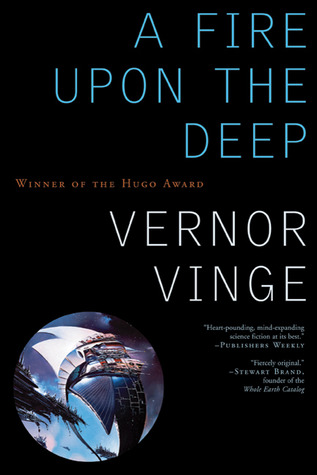 A FIRE
UPON THE
DEEP
WINNER OF THE HUGO AWARD
VERNOR
VINGE
"Heart-pounding, mind-expanding
science fiction at its best."
—PUBLISHERS WEEKLY
"Fiercely original."
—STEWART BRAND,
founder of the
Whole Earth Catalog